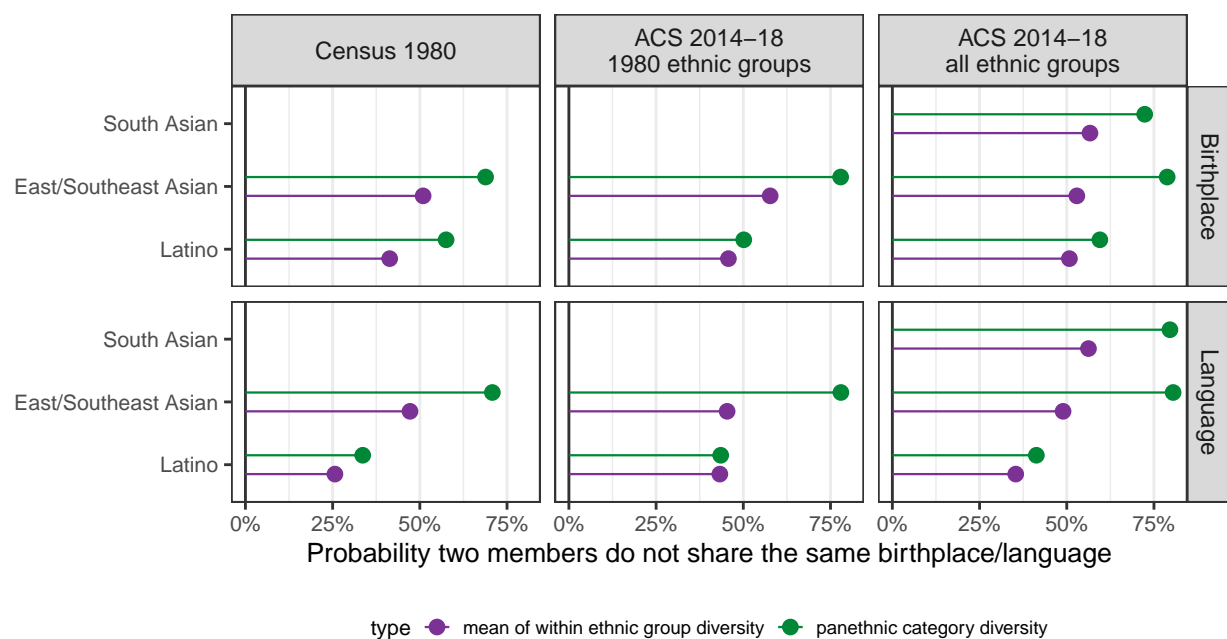 Census 1980
ACS 2014–18
1980 ethnic groups
ACS 2014–18
all ethnic groups
South Asian
East/Southeast Asian
Latino
Birthplace
South Asian
East/Southeast Asian
Latino
Language
0% 25% 50% 75% 0% 25% 50% 75% 0% 25% 50% 75%
Probability two members do not share the same birthplace/language
type mean of within ethnic group diversity panethnic category diversity